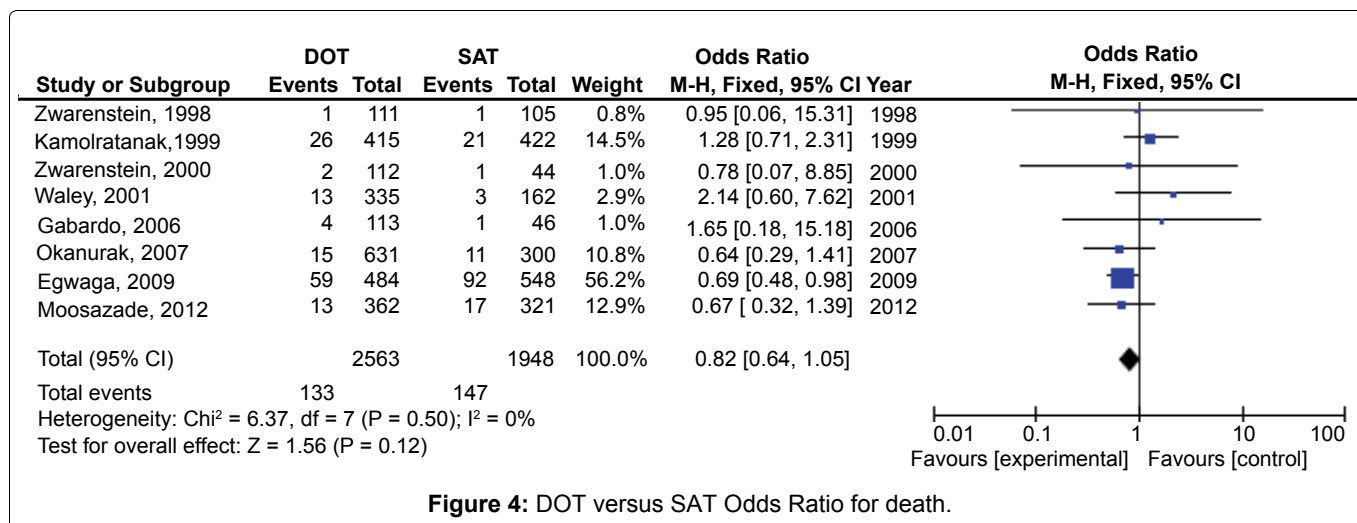 DOT SAT Odds Ratio Odds Ratio
Study or Subgroup Events Total Events Total Weight M-H, Fixed, 95% CI Year M-H, Fixed, 95% CI
Zwarenstein, 1998 1 111 1 105 0.8% 0.95 [0.06, 15.31] 1998
Kamolratanak,1999 26 415 21 422 14.5% 1.28 [0.71, 2.31] 1999
Zwarenstein, 2000 2 112 1 44 1.0% 0.78 [0.07, 8.85] 2000
Waley, 2001 13 335 3 162 2.9% 2.14 [0.60, 7.62] 2001
Gabardo, 2006 4 113 1 46 1.0% 1.65 [0.18, 15.18] 2006
Okanurak, 2007 15 631 11 300 10.8% 0.64 [0.29, 1.41] 2007
Egwaga, 2009 59 484 92 548 56.2% 0.69 [0.48, 0.98] 2009
Moosazade, 2012 13 362 17 321 12.9% 0.67 [ 0.32, 1.39] 2012
Total (95% CI) 2563 1948 100.0% 0.82 [0.64, 1.05]
Total events 133 147
Heterogeneity: Chi² = 6.37, df = 7 (P = 0.50); I² = 0%
Test for overall effect: Z = 1.56 (P = 0.12)
0.01 0.1 1 10 100
Favours [experimental] Favours [control]
Figure 4: DOT versus SAT Odds Ratio for death.